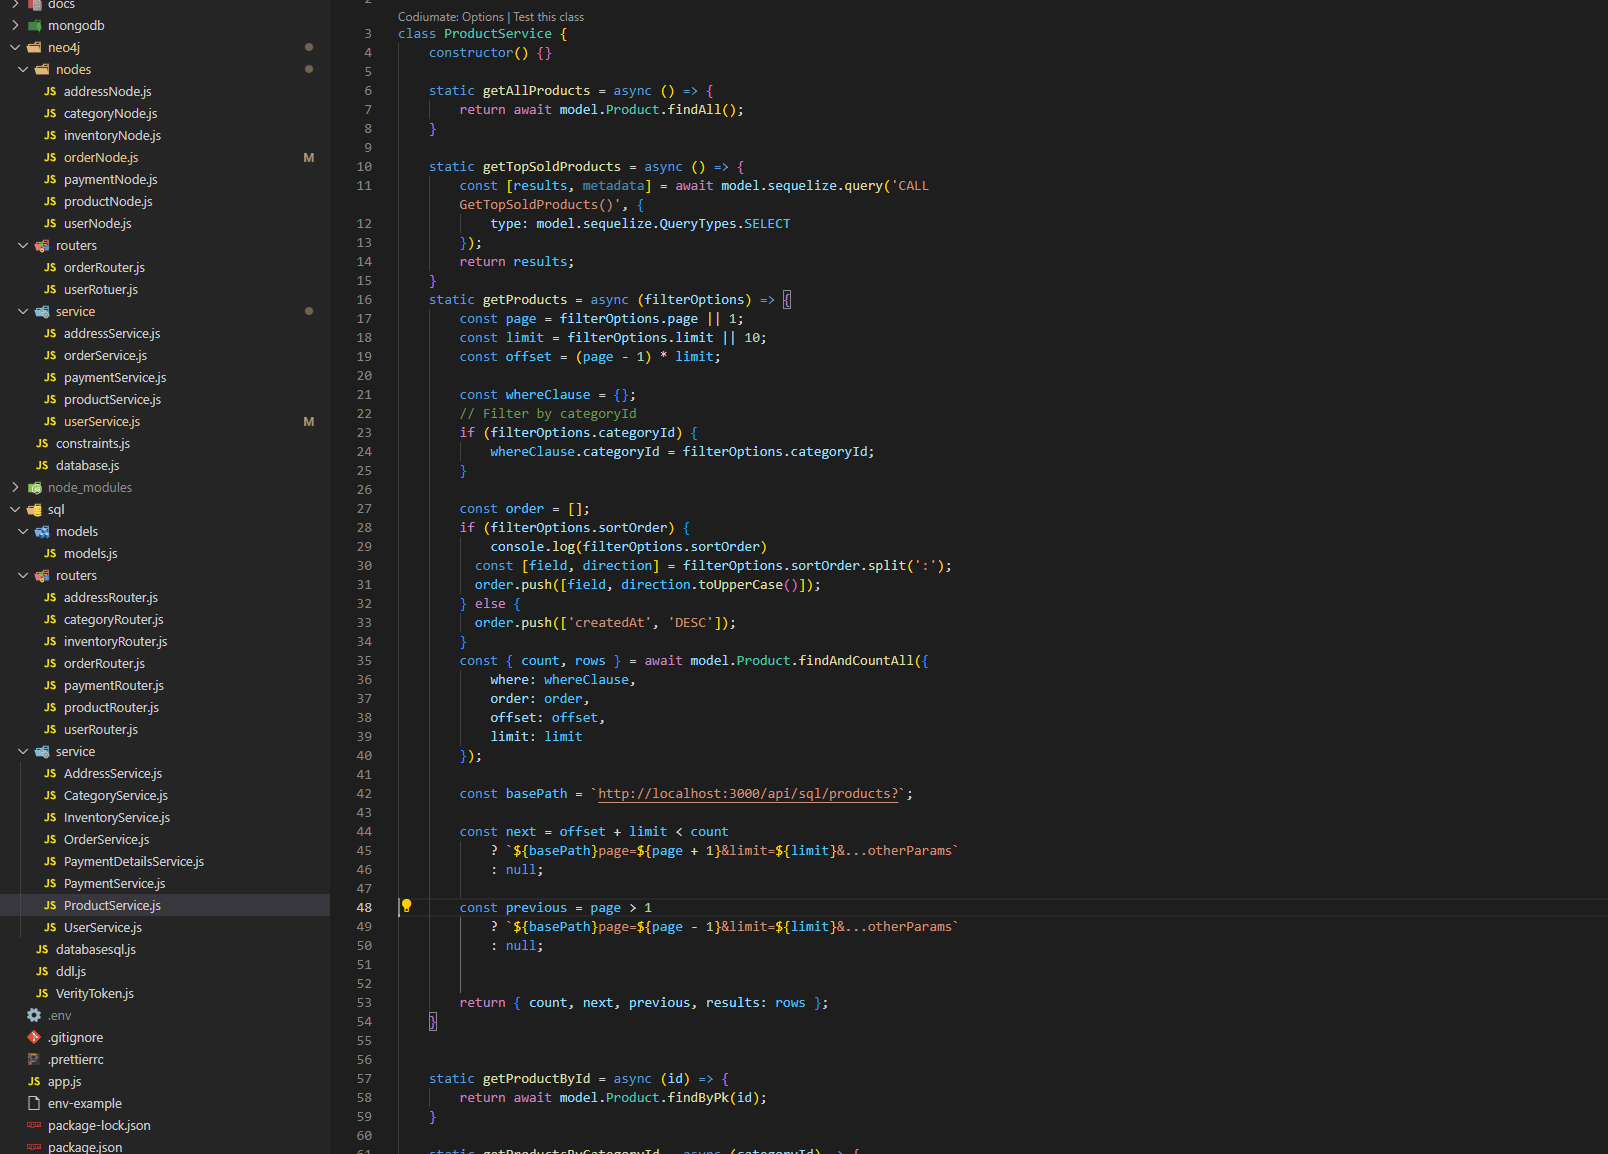 docs
mongodb
neo4j
nodes
JS addressNode.js
JS categoryNode.js
JS inventoryNode.js
JS orderNode.js M
JS paymentNode.js
JS productNode.js
JS userNode.js
routers
JS orderRouter.js
JS userRotuer.js
service
JS addressService.js
JS orderService.js
JS paymentService.js
JS productService.js
JS userService.js M
JS constraints.js
JS database.js
node_modules
sql
models
JS models.js
routers
JS addressRouter.js
JS categoryRouter.js
JS inventoryRouter.js
JS orderRouter.js
JS paymentRouter.js
JS productRouter.js
JS userRouter.js
service
JS AddressService.js
JS CategoryService.js
JS InventoryService.js
JS OrderService.js
JS PaymentDetailsService.js
JS PaymentService.js
JS ProductService.js
JS UserService.js
JS databasesql.js
JS ddl.js
JS VerityToken.js
.env
.gitignore
.prettierrc
JS app.js
env-example
package-lock.json
package.json
Codiumate: Options | Test this class
3 class ProductService {
4 constructor() {}
5
6 static getAllProducts = async () => {
7 return await model.Product.findAll();
8 }
9
10 static getTopSoldProducts = async () => {
11 const [results, metadata] = await model.sequelize.query('CALL
GetTopSoldProducts()', {
12 type: model.sequelize.QueryTypes.SELECT
13 });
14 return results;
15 }
16 static getProducts = async (filterOptions) => {
17 const page = filterOptions.page || 1;
18 const limit = filterOptions.limit || 10;
19 const offset = (page - 1) * limit;
20
21 const whereClause = {};
22 // Filter by categoryId
23 if (filterOptions.categoryId) {
24 whereClause.categoryId = filterOptions.categoryId;
25 }
26
27 const order = [];
28 if (filterOptions.sortOrder) {
29 console.log(filterOptions.sortOrder)
30 const [field, direction] = filterOptions.sortOrder.split(':');
31 order.push([field, direction.toUpperCase()]);
32 } else {
33 order.push(['createdAt', 'DESC']);
34 }
35 const { count, rows } = await model.Product.findAndCountAll({
36 where: whereClause,
37 order: order,
38 offset: offset,
39 limit: limit
40 });
41
42 const basePath = `http://localhost:3000/api/sql/products?`;
43
44 const next = offset + limit < count
45 ? `${basePath}page=${page + 1}&limit=${limit}&...otherParams`
46 : null;
47
48 const previous = page > 1
49 ? `${basePath}page=${page - 1}&limit=${limit}&...otherParams`
50 : null;
51
52
53 return { count, next, previous, results: rows };
54 }
55
56
57 static getProductById = async (id) => {
58 return await model.Product.findByPk(id);
59 }
60
61 static getProductsByCategoryId = async (categoryId) => {